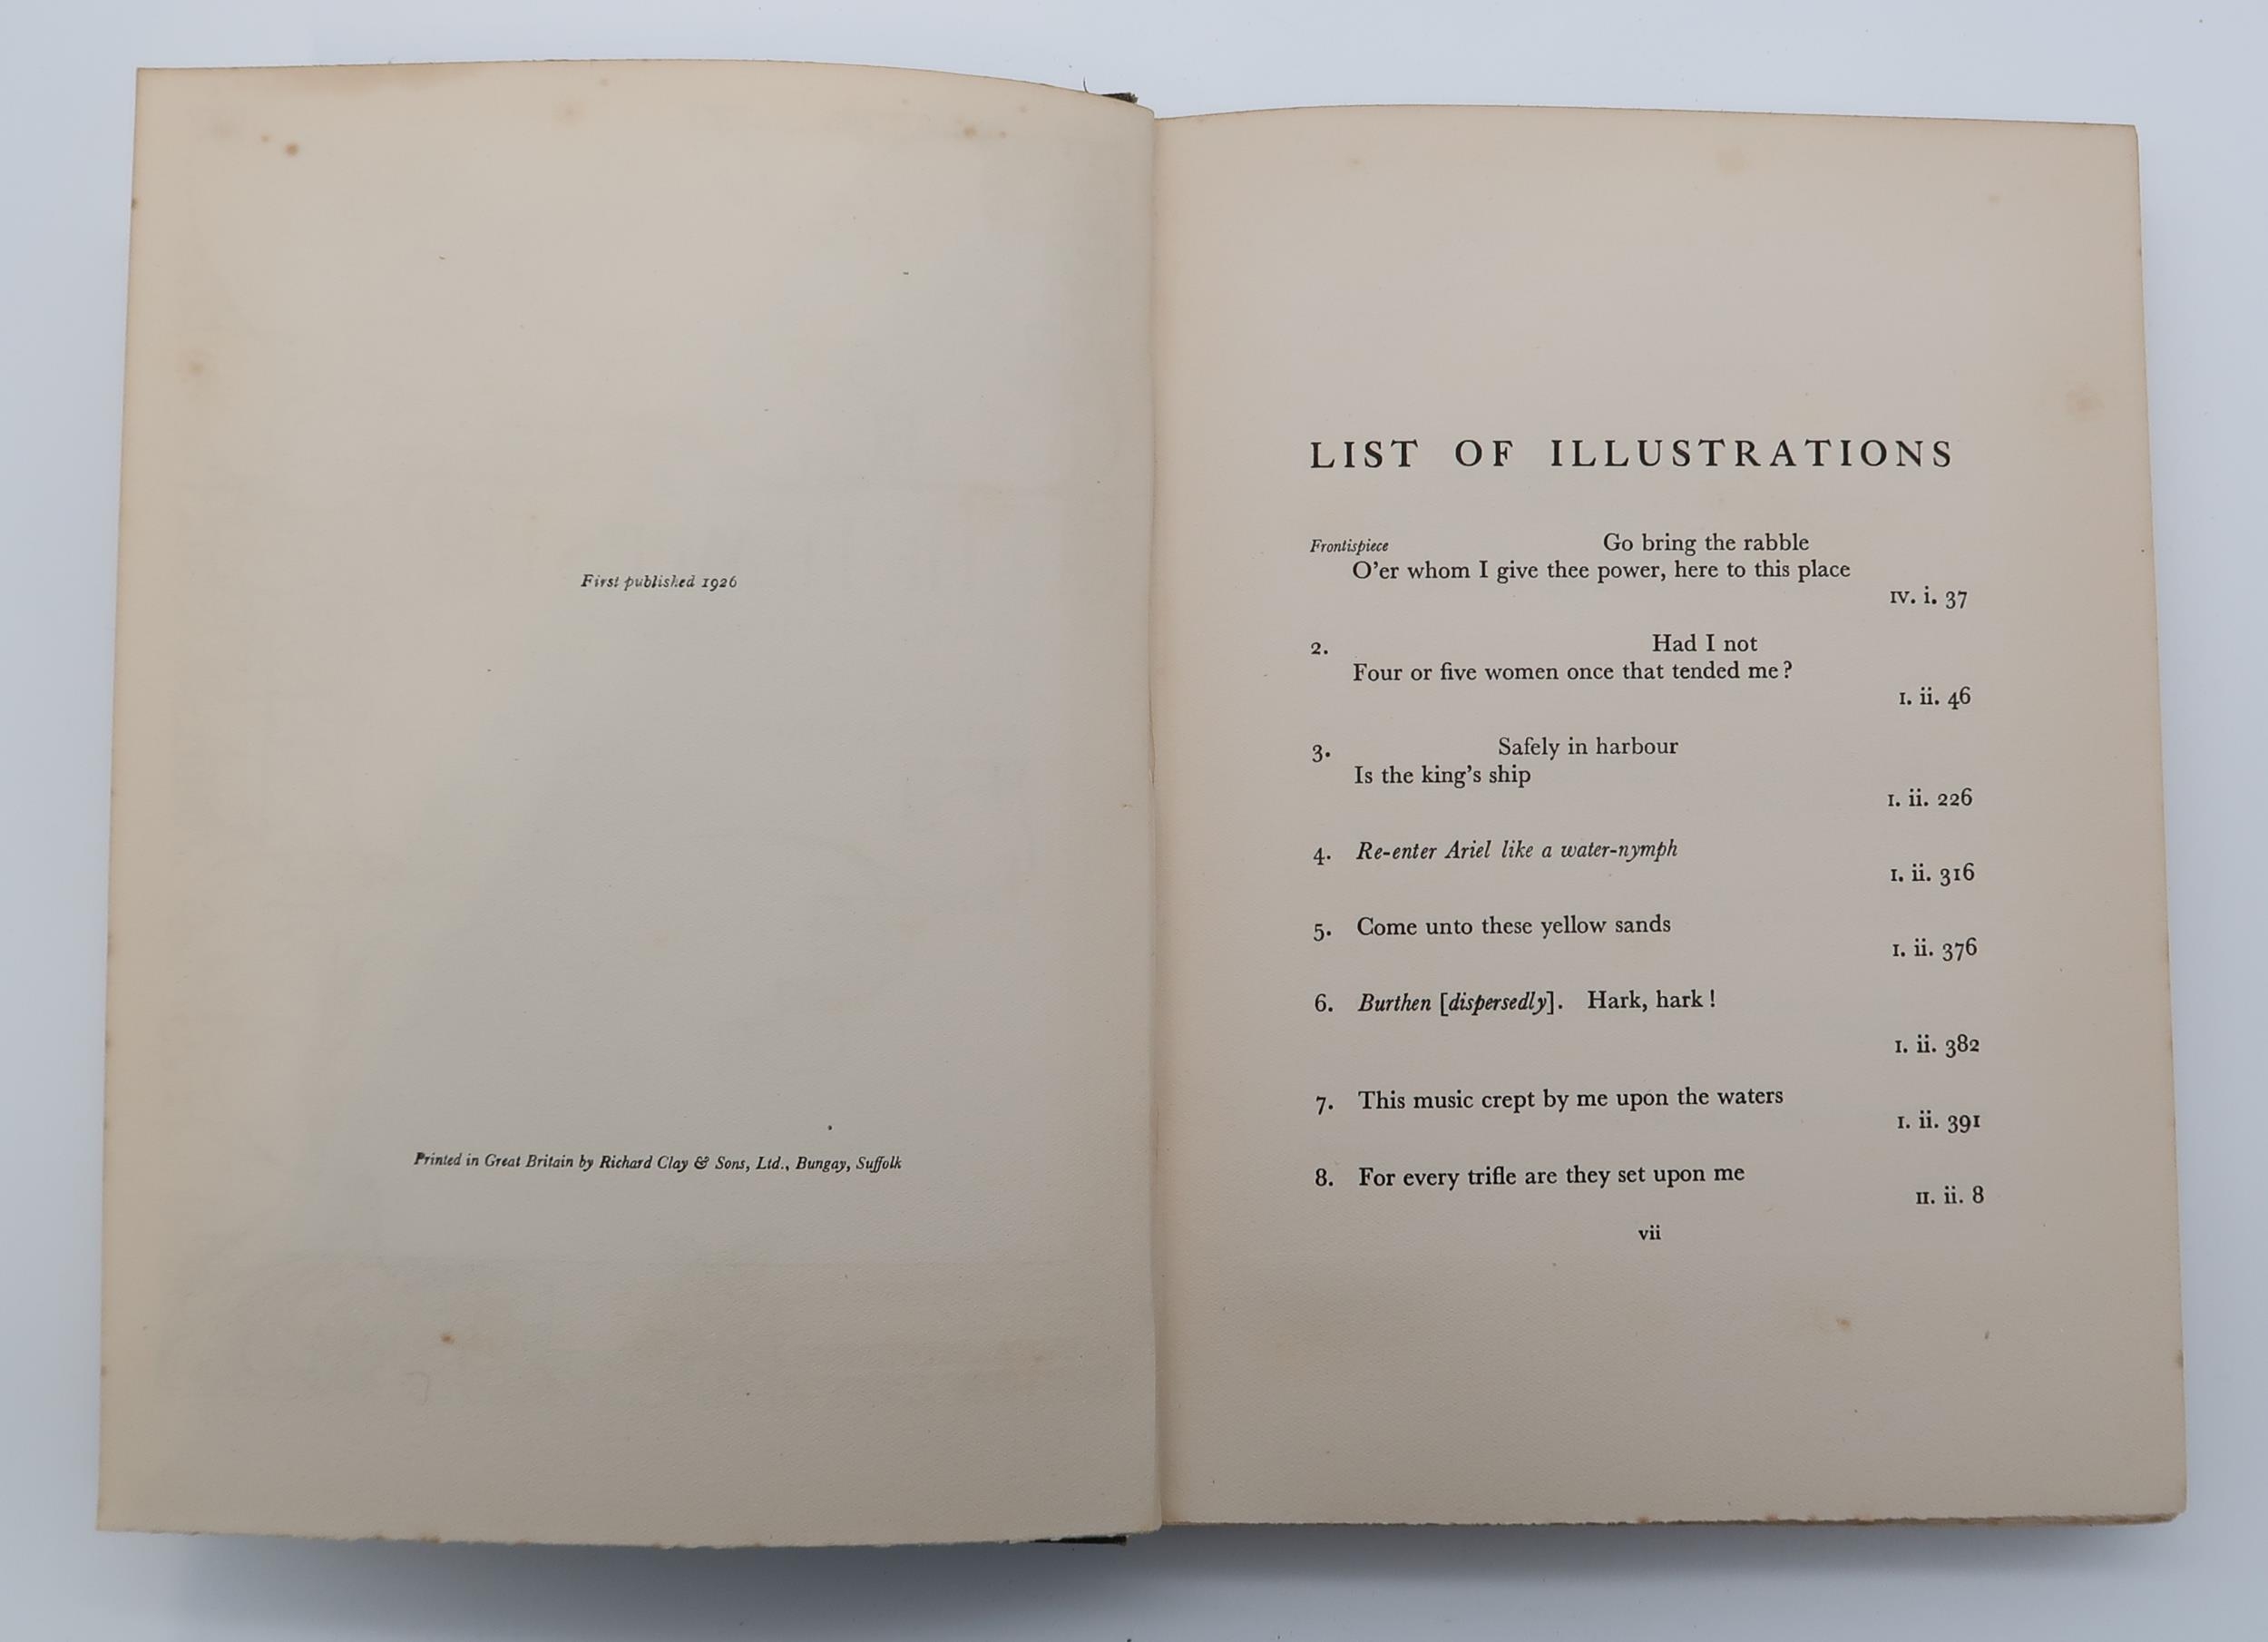 First published 1926
Printed in Great Britain by Richard Clay & Sons, Ltd., Bungay, Suffolk
LIST OF ILLUSTRATIONS
Frontispiece Go bring the rabble
O'er whom I give thee power, here to this place
IV. i. 37
2. Had I not
Four or five women once that tended me?
I. ii. 46
3. Safely in harbour
Is the king's ship
I. ii. 226
4. Re-enter Ariel like a water-nymph
I. ii. 316
5. Come unto these yellow sands
I. ii. 376
6. Burthen [dispersedly]. Hark, hark!
I. ii. 382
7. This music crept by me upon the waters
I. ii. 391
8. For every trifle are they set upon me
II. ii. 8
vii